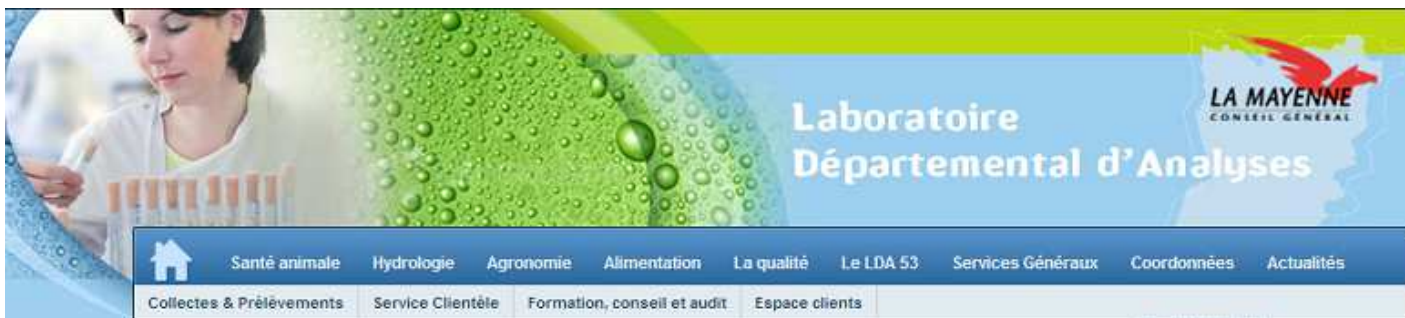 LA MAYENNE
CONSEIL GÉNÉRAL
Laboratoire
Départemental d'Analyses
Santé animale Hydrologie Agronomie Alimentation La qualité Le LDA 53 Services Généraux Coordonnées Actualités
Collectes & Prélèvements Service Clientèle Formation, conseil et audit Espace clients